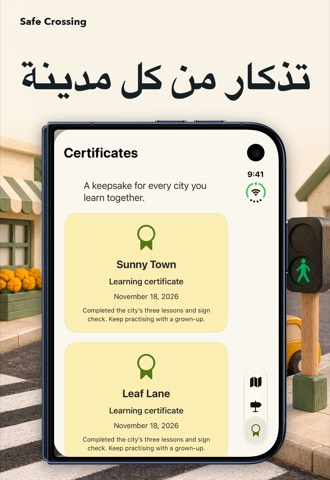 Safe Crossing
تذكار من كل مدينة
Certificates
9:41
A keepsake for every city you
learn together.
Sunny Town
Learning certificate
November 18, 2026
Completed the city's three lessons and sign
check. Keep practising with a grown-up.
Leaf Lane
Learning certificate
November 18, 2026
Completed the city's three lessons and sign
check. Keep practising with a grown-up.